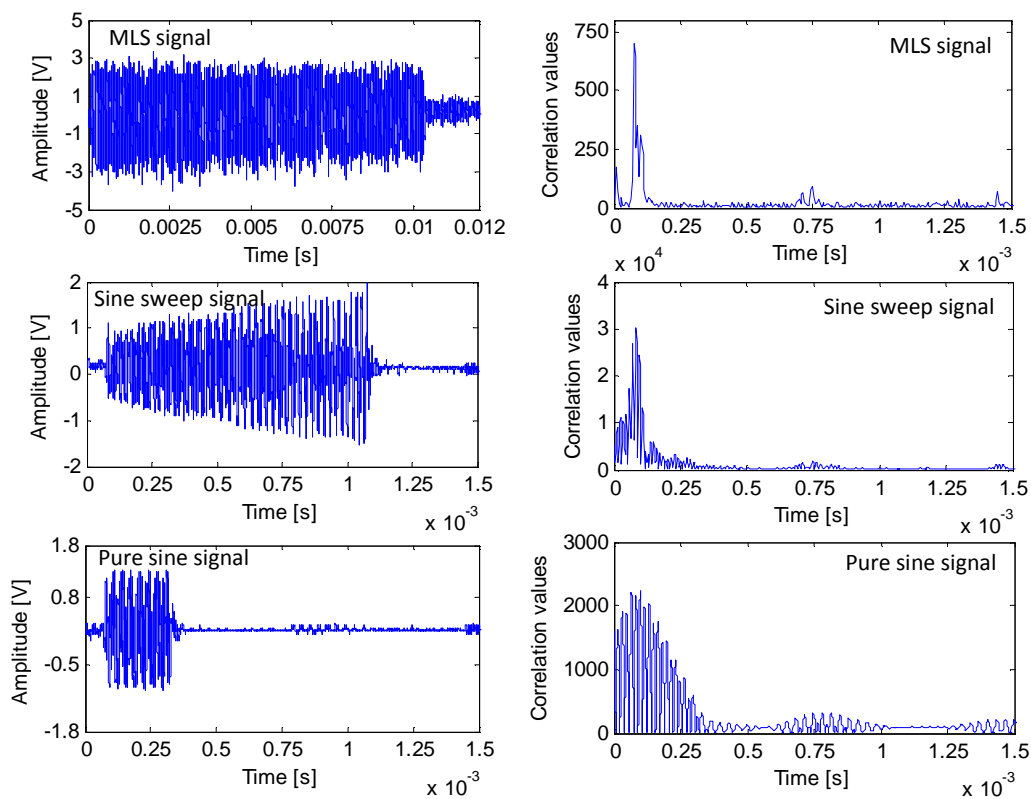 MLS signal
Amplitude [V]
5
3
1
-1
-3
-5
0 0.0025 0.005 0.0075 0.01 0.012
Time [s]
MLS signal
Correlation values
750
500
250
0
0 0.25 0.5 0.75 1 1.25 1.5
Time [s]
x 10-3
Sine sweep signal
Amplitude [V]
2
1
0
-1
-2
0 0.25 0.5 0.75 1 1.25 1.5
Time [s]
x 10-3
x 104
Sine sweep signal
Correlation values
4
3
2
1
0
0 0.25 0.5 0.75 1 1.25 1.5
Time [s]
x 10-3
Pure sine signal
Amplitude [V]
1.8
0.8
-0.5
-1.8
0 0.25 0.5 0.75 1 1.25 1.5
Time [s]
x 10-3
Pure sine signal
Correlation values
3000
2000
1000
0
0 0.25 0.5 0.75 1 1.25 1.5
Time [s]
x 10-3